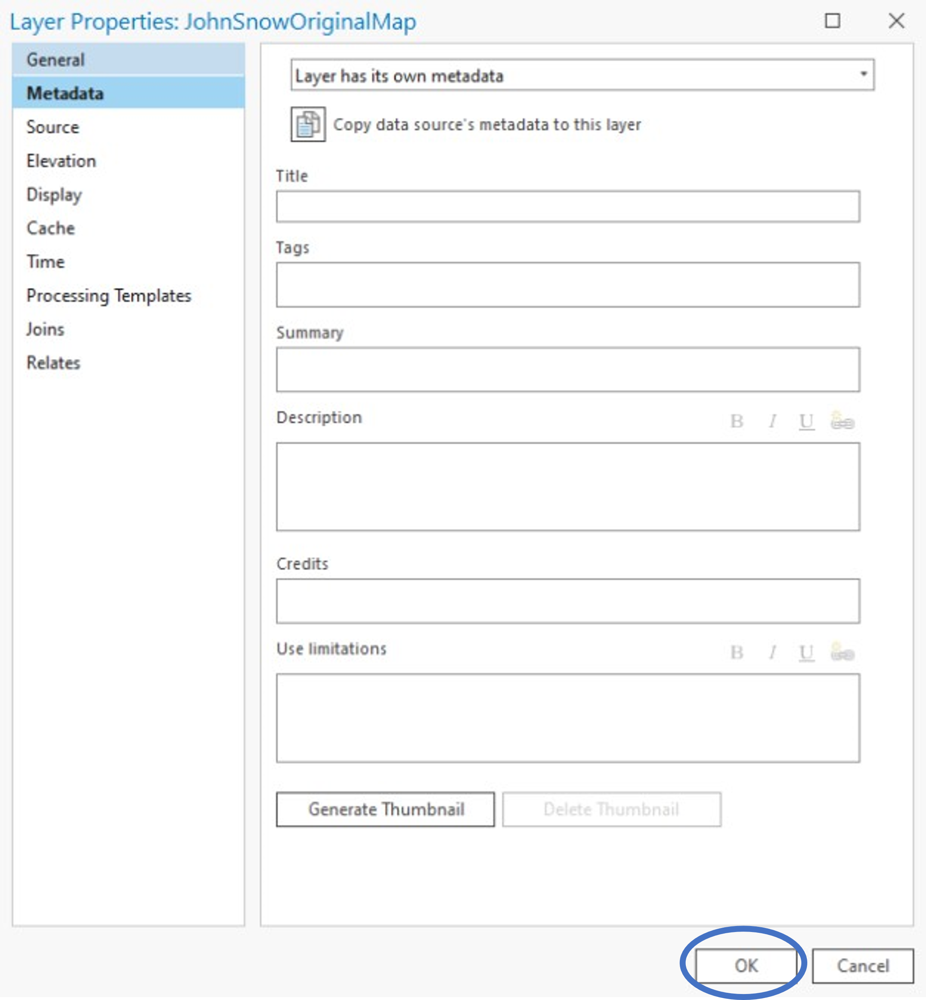 Layer Properties: JohnSnowOriginalMap
General
Metadata
Source
Elevation
Display
Cache
Time
Processing Templates
Joins
Relates
Layer has its own metadata
Copy data source's metadata to this layer
Title
Tags
Summary
Description
B I U
Credits
Use limitations
B I U
Generate Thumbnail
Delete Thumbnail
OK
Cancel